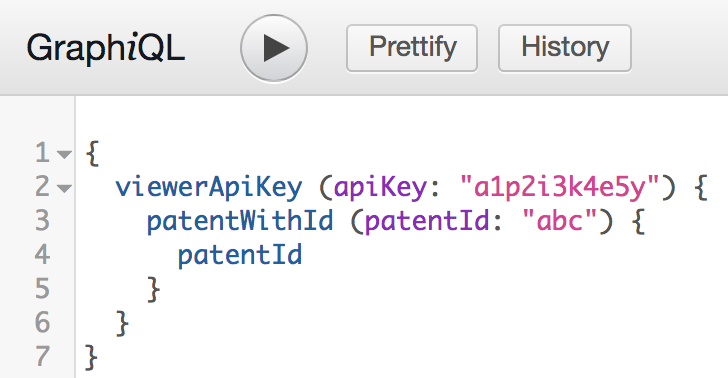 GraphiQL Prettify History
1 {
2 viewerApiKey (apiKey: "a1p2i3k4e5y") {
3 patentWithId (patentId: "abc") {
4 patentId
5 }
6 }
7 }